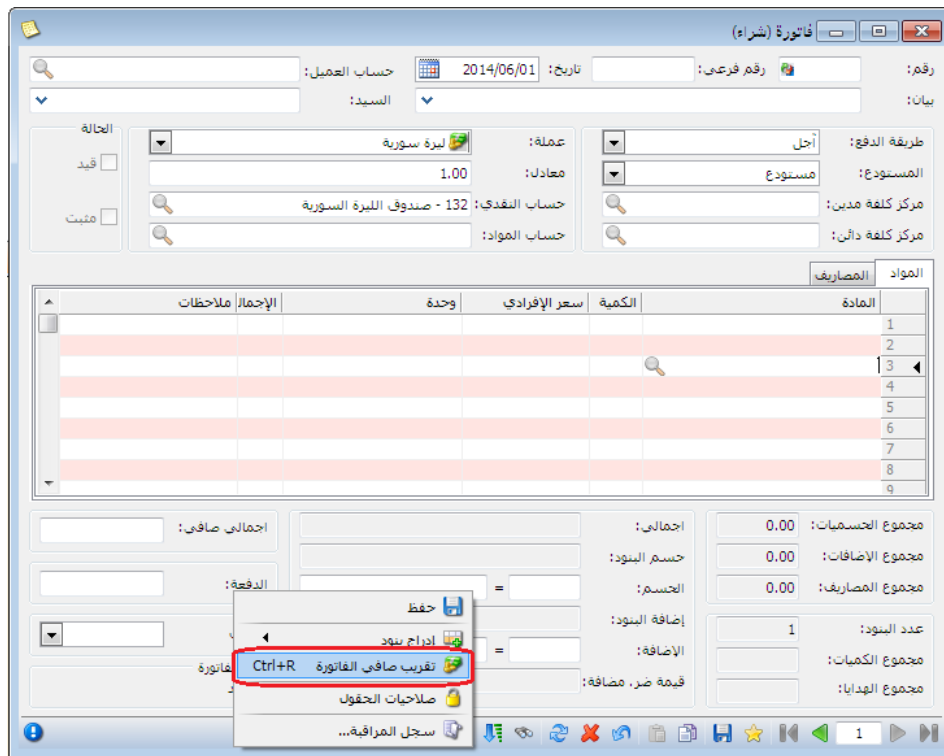 فاتورة (شراء)
رقم: رقم فرعي: تاريخ: 2014/06/01 حساب العميل:
بيان: السيد:
طريقة الدفع: آجل عملة: ليرة سورية الحالة
المستودع: مستودع معادل: 1.00 قيد
مركز كلفة مدين: حساب النقدي: 132 - صندوق الليرة السورية مثبت
مركز كلفة دائن: حساب المواد:
المواد المصاريف
المادة الكمية سعر الإفرادي وحدة الإجمال ملاحظات
1
2
3
4
5
6
7
8
9
مجموع الحسميات: 0.00 اجمالي: اجمالي صافي:
مجموع الإضافات: 0.00 حسم البنود:
مجموع المصاريف: 0.00 الحسم: = الدفعة:
عدد البنود: 1 إضافة البنود:
مجموع الكميات: الإضافة: = فاتورة
مجموع الهدايا: قيمة ضر. مضافة:
حفظ
ادراج بنود
تقريب صافي الفاتورة Ctrl+R
صلاحيات الحقول
سجل المراقبة...
1